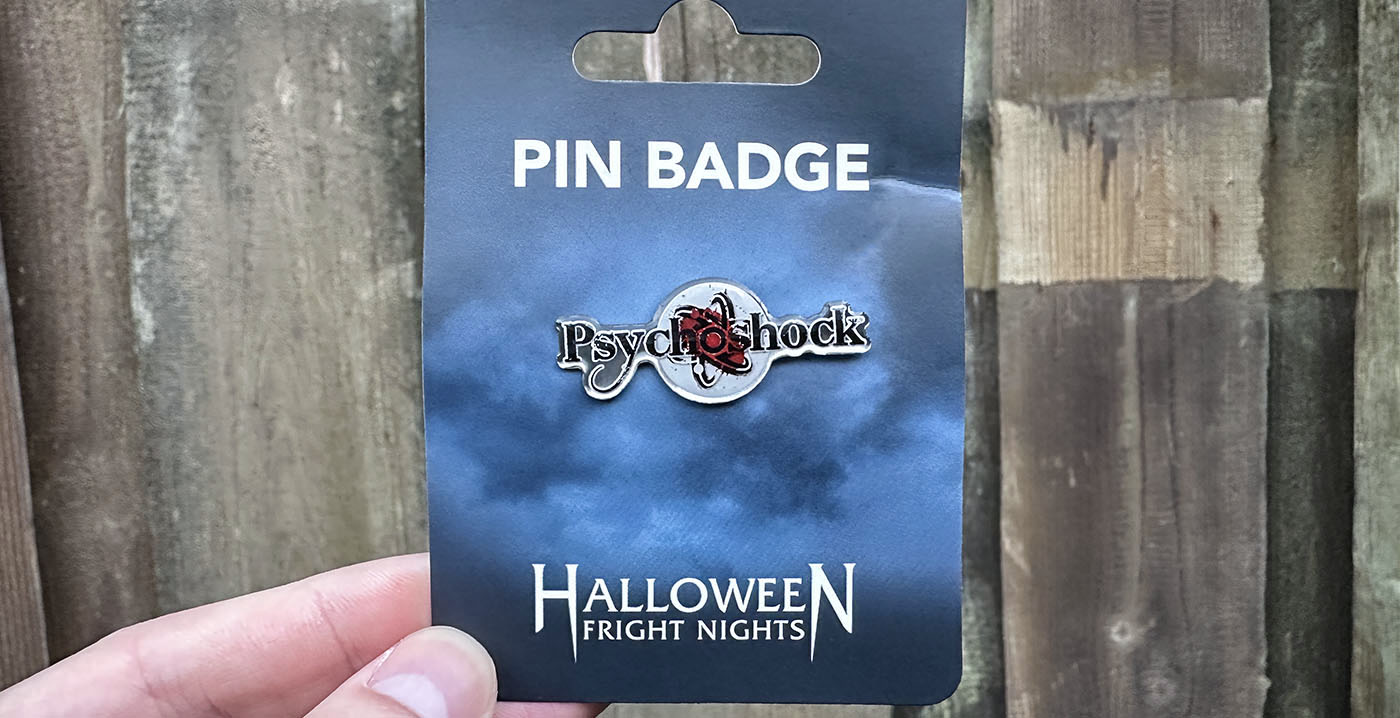 PIN BADGE
Psychoshock
HALLOWEEN
FRIGHT NIGHTS